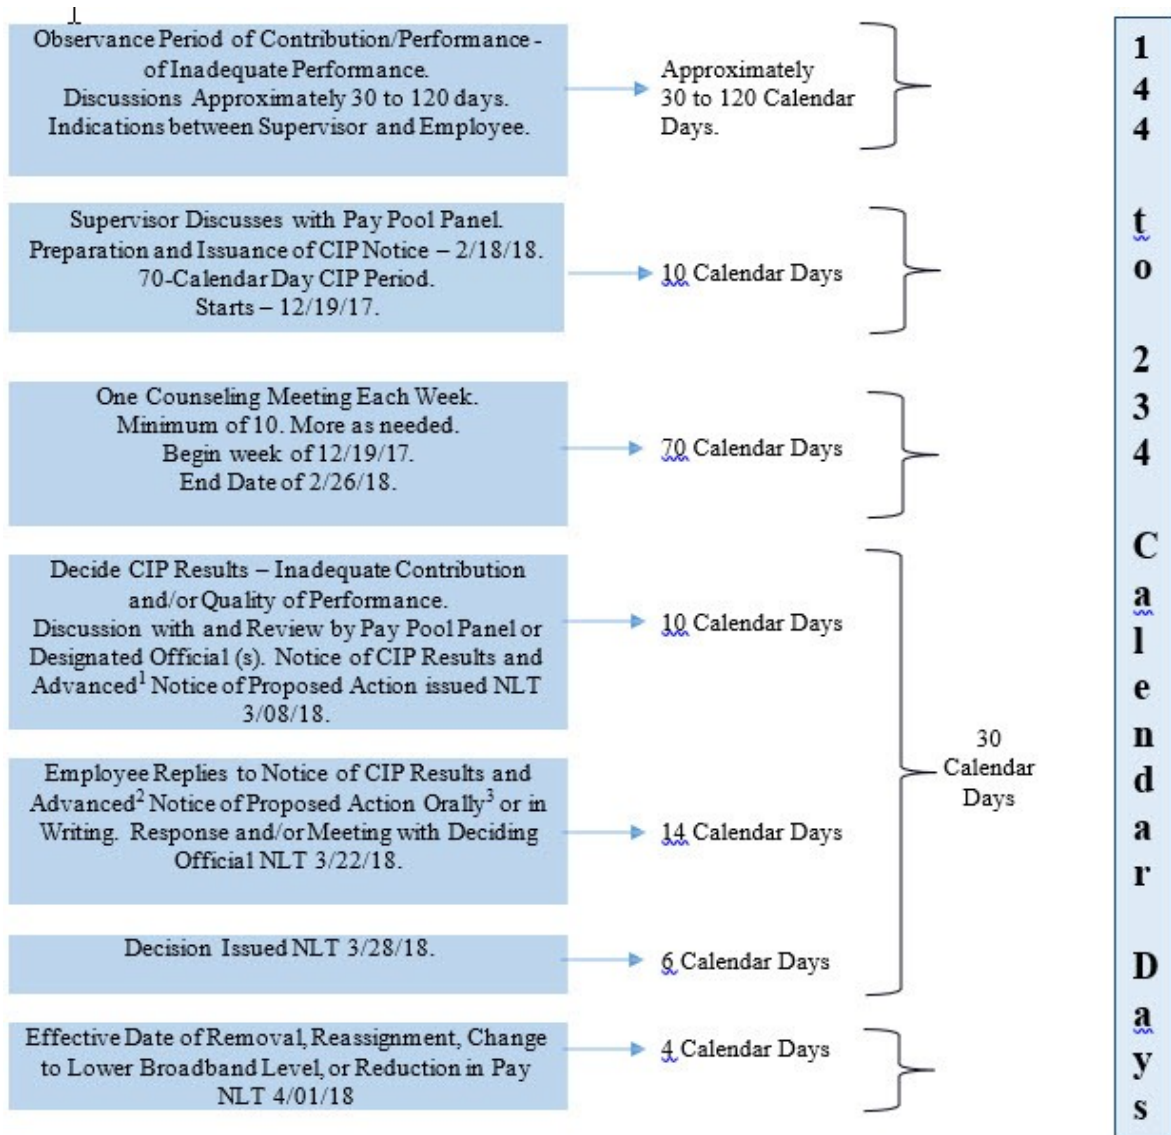 Observance Period of Contribution/Performance -
of Inadequate Performance.
Discussions Approximately 30 to 120 days.
Indications between Supervisor and Employee.
Approximately
30 to 120 Calendar
Days.
Supervisor Discusses with Pay Pool Panel.
Preparation and Issuance of CIP Notice – 2/18/18.
70-Calendar Day CIP Period.
Starts – 12/19/17.
10 Calendar Days
One Counseling Meeting Each Week.
Minimum of 10. More as needed.
Begin week of 12/19/17.
End Date of 2/26/18.
70 Calendar Days
Decide CIP Results – Inadequate Contribution
and/or Quality of Performance.
Discussion with and Review by Pay Pool Panel or
Designated Official (s). Notice of CIP Results and
Advanced¹ Notice of Proposed Action issued NLT
3/08/18.
10 Calendar Days
Employee Replies to Notice of CIP Results and
Advanced² Notice of Proposed Action Orally³ or in
Writing. Response and/or Meeting with Deciding
Official NLT 3/22/18.
14 Calendar Days
Decision Issued NLT 3/28/18.
6 Calendar Days
30
Calendar
Days
Effective Date of Removal, Reassignment, Change
to Lower Broadband Level, or Reduction in Pay
NLT 4/01/18
4 Calendar Days
144 to 234 Calendar Days